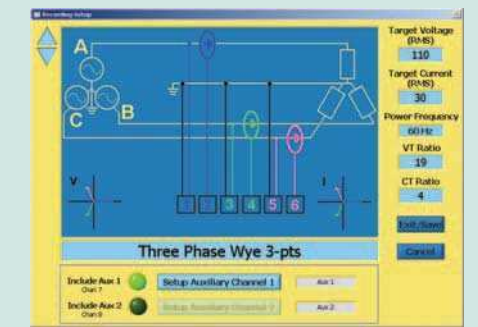 Recording Setup
A
C
B
V
I
1 2 3 4 5 6
Three Phase Wye 3-pts
Include Aux 1
Chan 7
Setup Auxiliary Channel 1
Aux 1
Include Aux 2
Chan 8
Setup Auxiliary Channel 2
Aux 2
Target Voltage
(RMS)
110
Target Current
(RMS)
30
Power Frequency
60 Hz
VT Ratio
19
CT Ratio
4
Exit/Save
Cancel